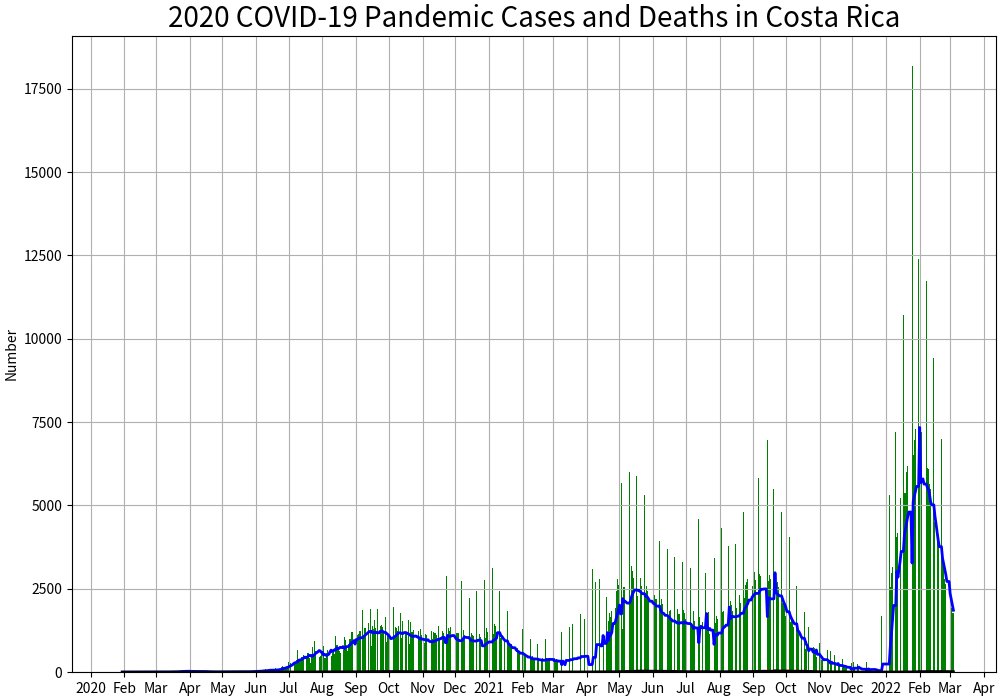 2020 COVID-19 Pandemic Cases and Deaths in Costa Rica
Number
17500
15000
12500
10000
7500
5000
2500
0
2020 Feb Mar Apr May Jun Jul Aug Sep Oct Nov Dec 2021 Feb Mar Apr May Jun Jul Aug Sep Oct Nov Dec 2022 Feb Mar Apr